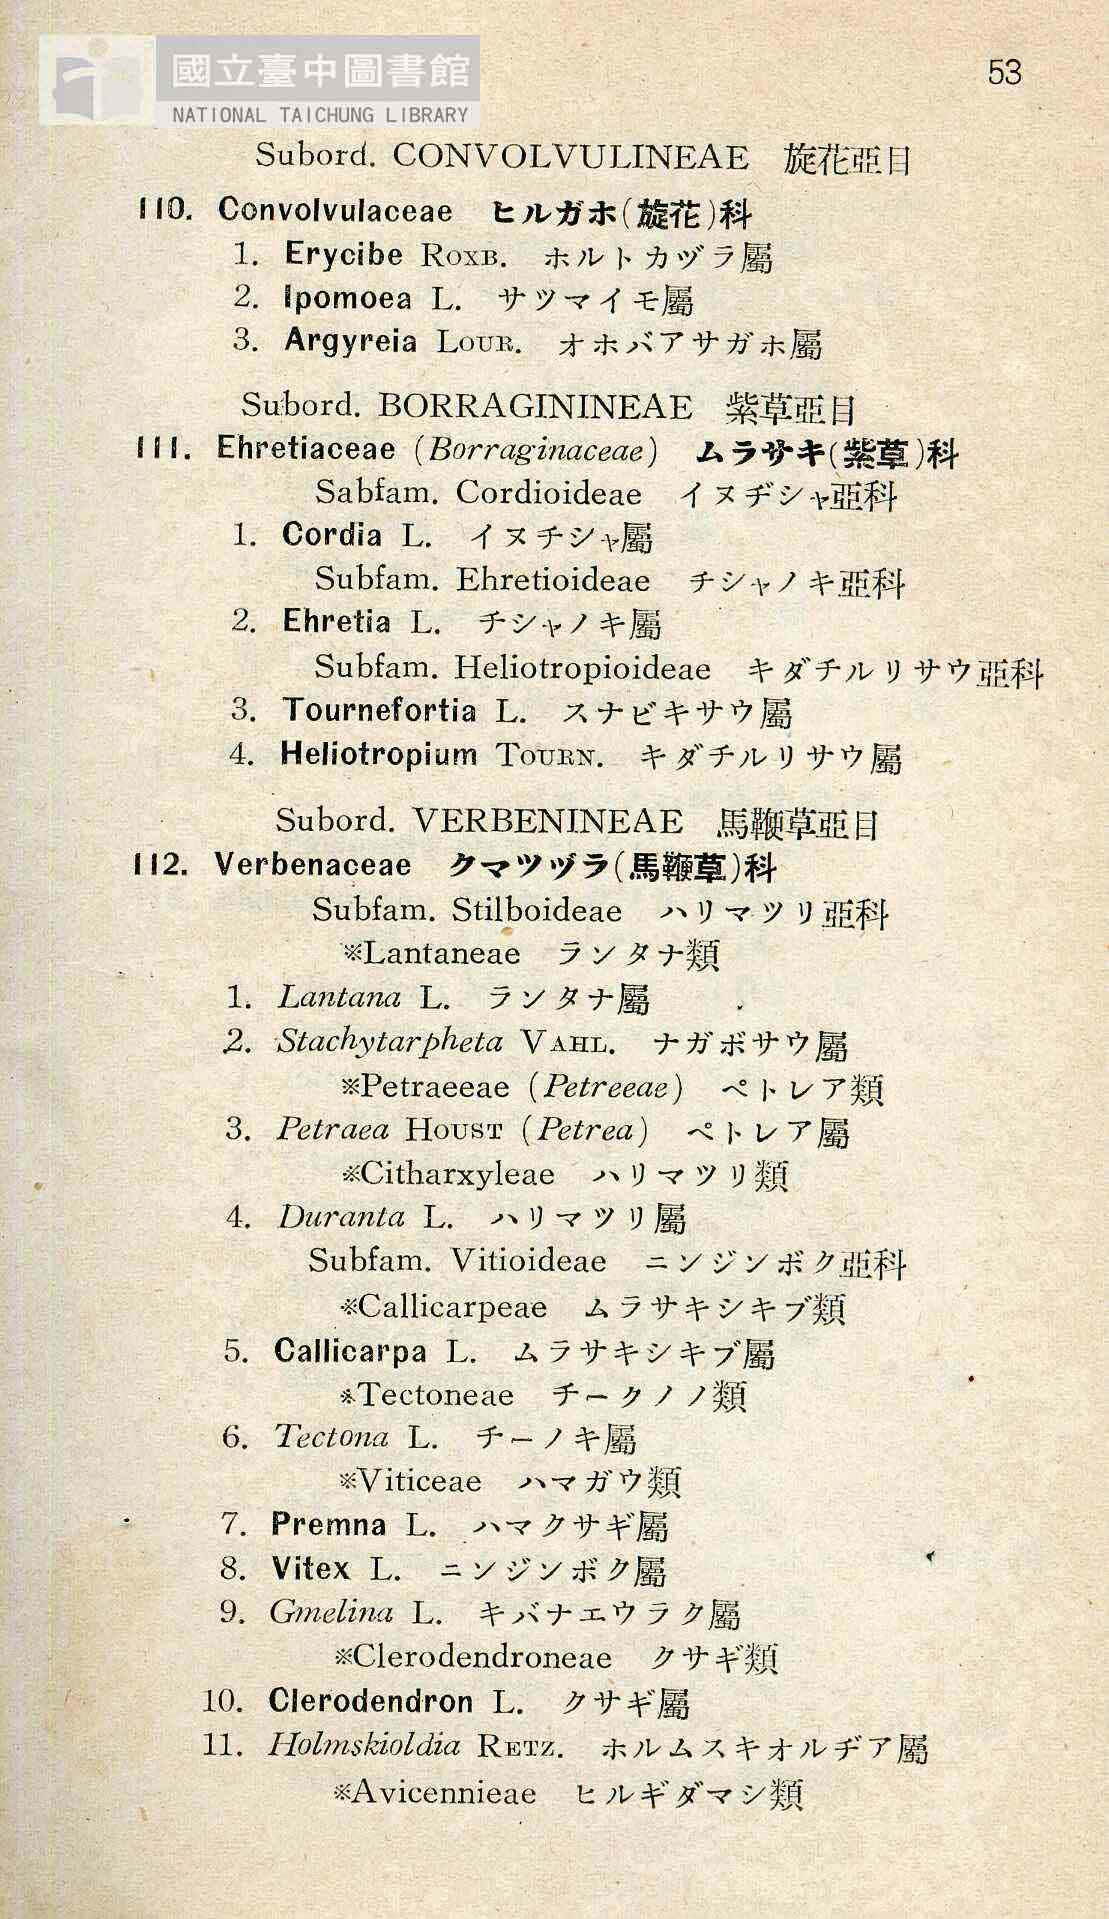 國立臺中圖書館
NATIONAL TAICHUNG LIBRARY
53
Subord. CONVOLVULINEAE 旋花亞目
110. Convolvulaceae ヒルガホ(旋花)科
1. Erycibe ROXB. ホルトカヅラ屬
2. Ipomoea L. サツマイモ屬
3. Argyreia LOUR. オホバアサガホ屬
Subord. BORRAGININEAE 紫草亞目
111. Ehretiaceae (Borraginaceae) ムラサキ(紫草)科
Sabfam. Cordioideae イヌヂシャ亞科
1. Cordia L. イヌチシャ屬
Subfam. Ehretioideae チシャノキ亞科
2. Ehretia L. チシャノキ屬
Subfam. Heliotropioideae キダチルリサウ亞科
3. Tournefortia L. スナビキサウ屬
4. Heliotropium TOURN. キダチルリサウ屬
Subord. VERBENINEAE 馬鞭草亞目
112. Verbenaceae クマツヅラ(馬鞭草)科
Subfam. Stilboideae ハリマツリ亞科
※Lantaneae ランタナ類
1. Lantana L. ランタナ屬
2. Stachytarpheta VAHL. ナガボサウ屬
※Petraeeae (Petreeae) ペトレア類
3. Petraea HOUST (Petrea) ペトレア屬
※Citharxyleae ハリマツリ類
4. Duranta L. ハリマツリ屬
Subfam. Vitioideae ニンジンボク亞科
※Callicarpeae ムラサキシキブ類
5. Callicarpa L. ムラサキシキブ屬
※Tectoneae チークノノ類
6. Tectona L. チーノキ屬
※Viticeae ハマガウ類
7. Premna L. ハマクサギ屬
8. Vitex L. ニンジンボク屬
9. Gmelina L. キバナエウラク屬
※Clerodendroneae クサギ類
10. Clerodendron L. クサギ屬
11. Holmskioldia RETZ. ホルムスキオルヂア屬
※Avicennieae ヒルギダマシ類